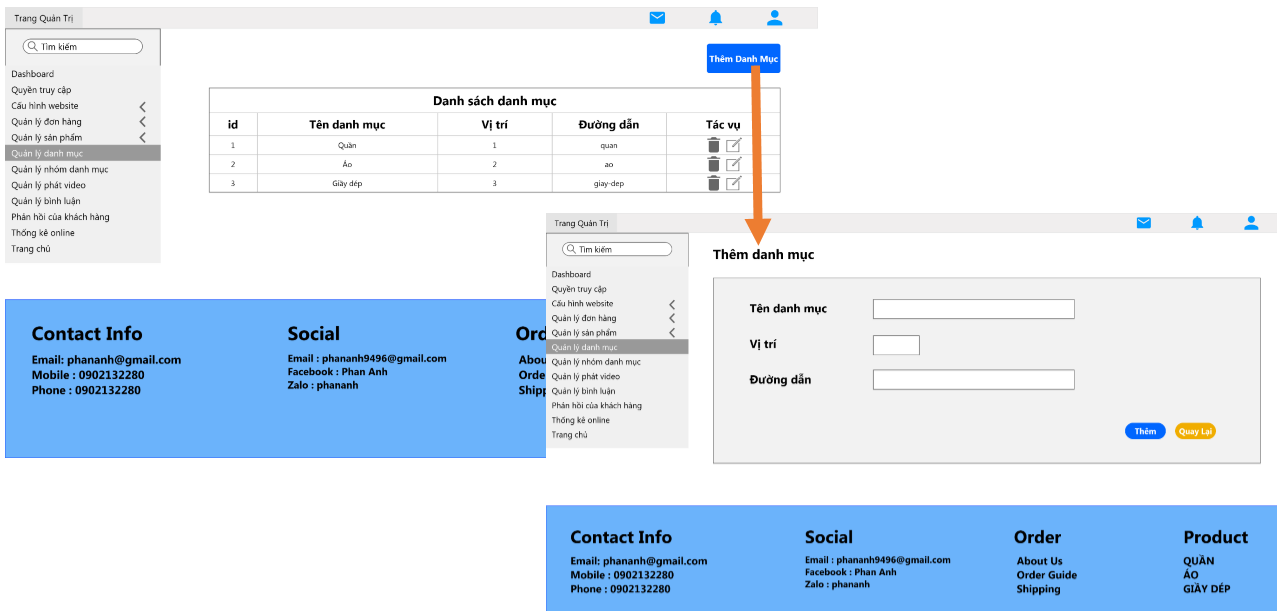 Trang Quản Trị
Tìm kiếm
Dashboard
Quyền truy cập
Cấu hình website
Quản lý đơn hàng
Quản lý sản phẩm
Quản lý danh mục
Quản lý nhóm danh mục
Quản lý phát video
Quản lý bình luận
Phản hồi của khách hàng
Thống kê online
Trang chủ
Thêm Danh Mục
Danh sách danh mục
id Tên danh mục Vị trí Đường dẫn Tác vụ
1 Quần 1 quan
2 Áo 2 ao
3 Giầy dép 3 giay-dep
Contact Info
Email: phananh@gmail.com
Mobile : 0902132280
Phone : 0902132280
Social
Email : phananh9496@gmail.com
Facebook : Phan Anh
Zalo : phananh
Ord
Abou
Orde
Shipp
Trang Quản Trị
Tìm kiếm
Dashboard
Quyền truy cập
Cấu hình website
Quản lý đơn hàng
Quản lý sản phẩm
Quản lý danh mục
Quản lý nhóm danh mục
Quản lý phát video
Quản lý bình luận
Phản hồi của khách hàng
Thống kê online
Trang chủ
Thêm danh mục
Tên danh mục
Vị trí
Đường dẫn
Thêm Quay Lại
Contact Info
Email: phananh@gmail.com
Mobile : 0902132280
Phone : 0902132280
Social
Email : phananh9496@gmail.com
Facebook : Phan Anh
Zalo : phananh
Order
About Us
Order Guide
Shipping
Product
QUẦN
ÁO
GIẦY DÉP